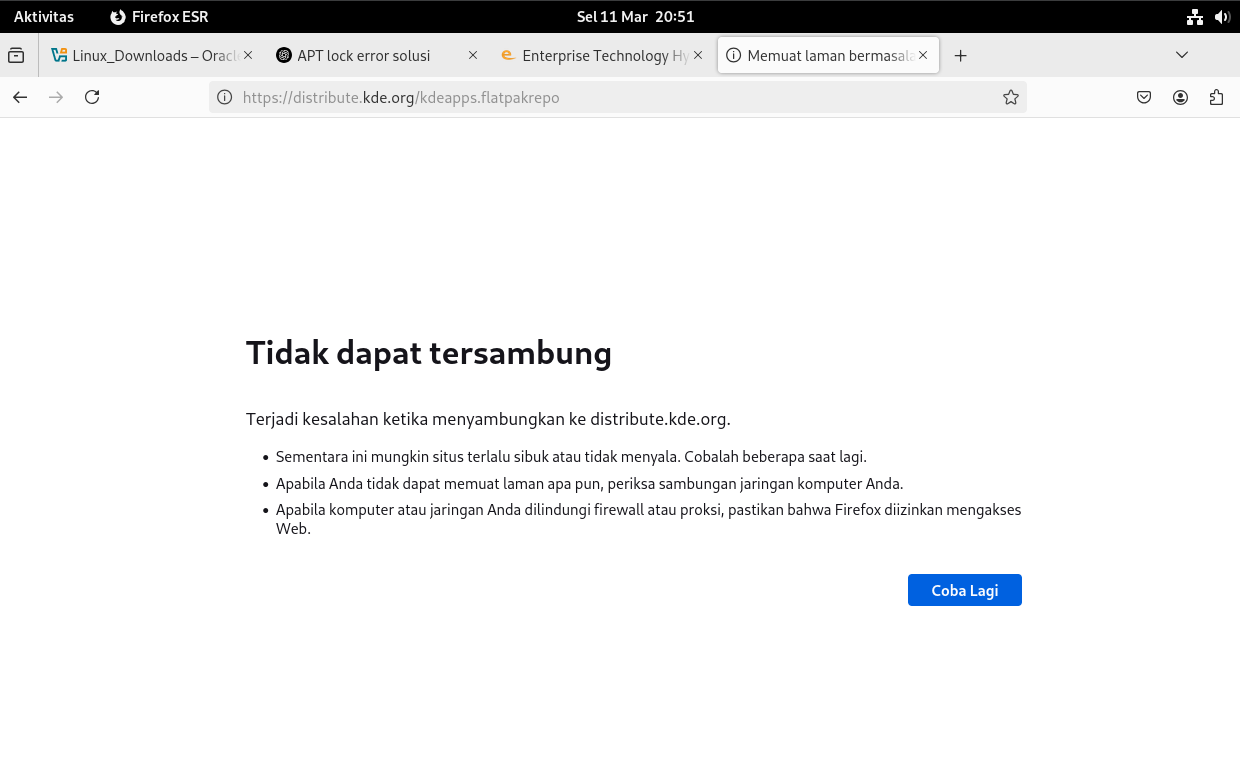 Aktivitas Firefox ESR Sel 11 Mar 20:51
Linux_Downloads – Oracl APT lock error solusi Enterprise Technology Hy Memuat laman bermasala
https://distribute.kde.org/kdeapps.flatpakrepo
Tidak dapat tersambung
Terjadi kesalahan ketika menyambungkan ke distribute.kde.org.
• Sementara ini mungkin situs terlalu sibuk atau tidak menyala. Cobalah beberapa saat lagi.
• Apabila Anda tidak dapat memuat laman apa pun, periksa sambungan jaringan komputer Anda.
• Apabila komputer atau jaringan Anda dilindungi firewall atau proksi, pastikan bahwa Firefox diizinkan mengakses
Web.
Coba Lagi